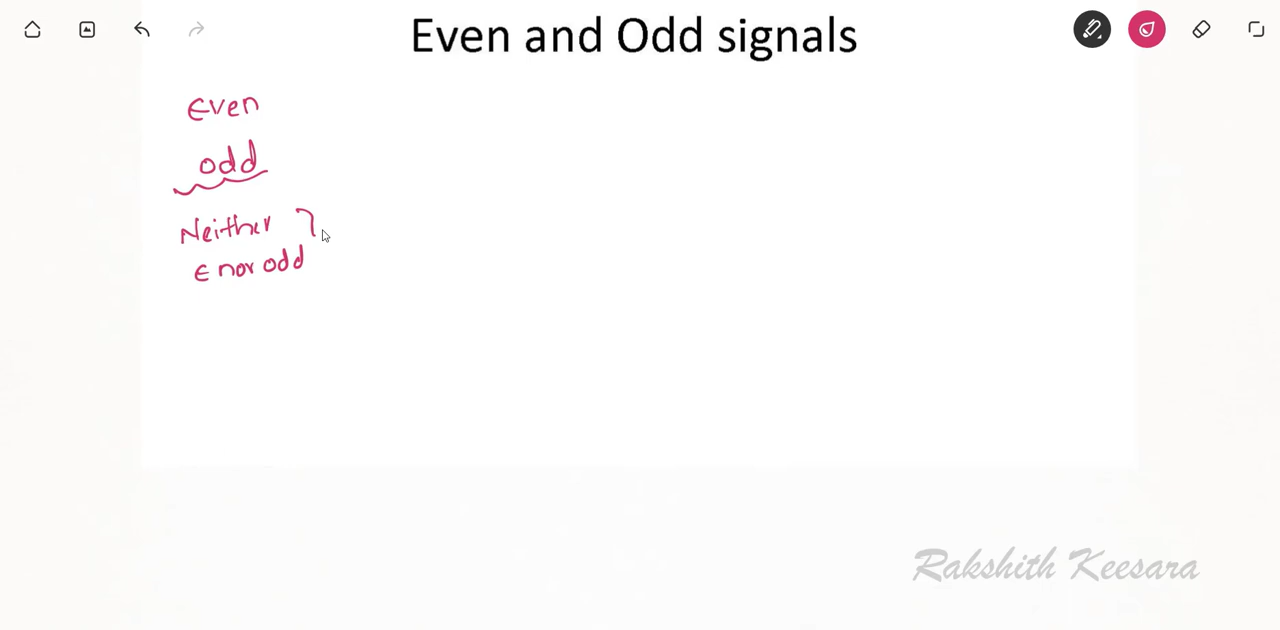 Even and Odd signals
Even
odd
Neither
E nor odd
Rakshith Keesara